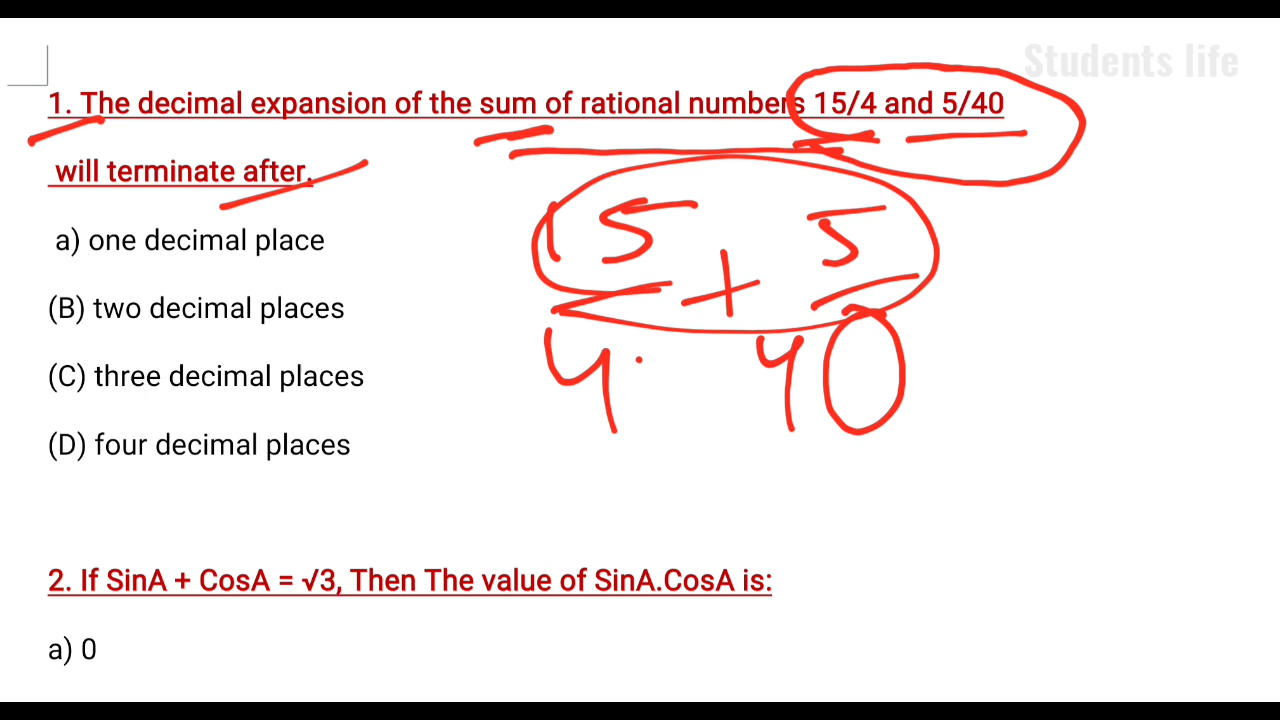 Students life
1. The decimal expansion of the sum of rational numbers 15/4 and 5/40
will terminate after.
a) one decimal place
(B) two decimal places
(C) three decimal places
(D) four decimal places
15 + 5
4 40
2. If SinA + CosA = √3, Then The value of SinA.CosA is:
a) 0